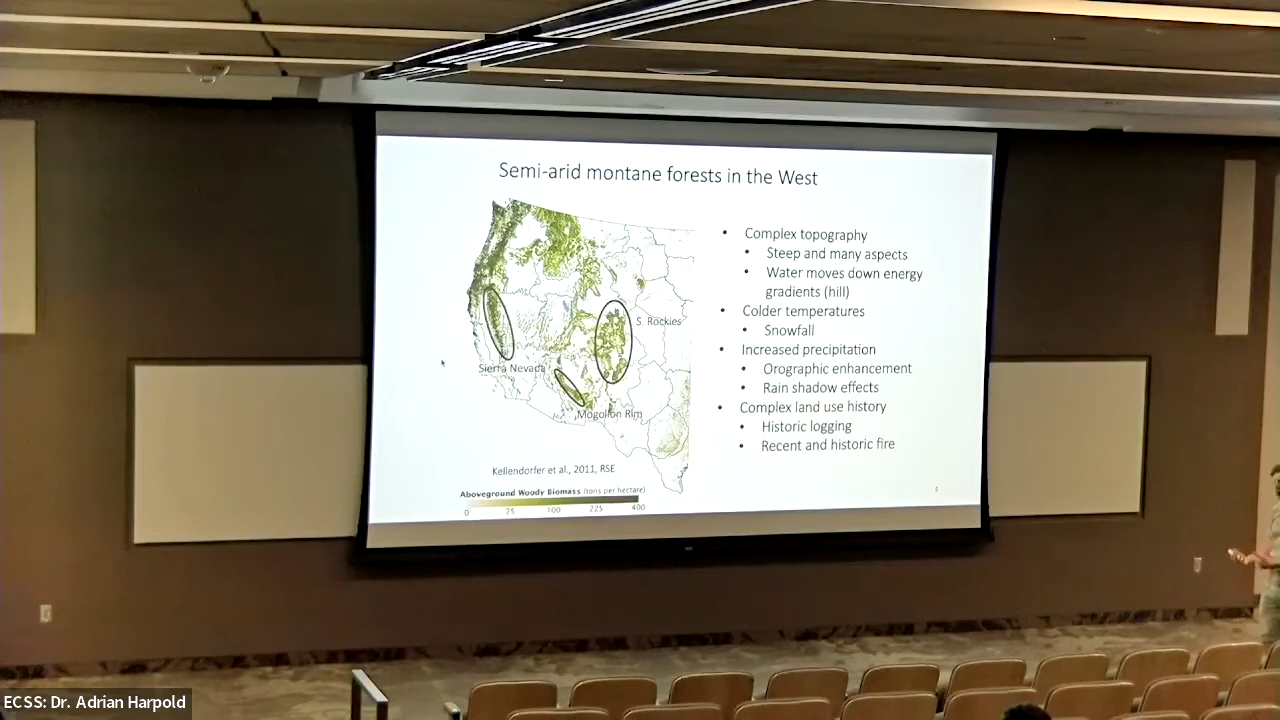 Semi-arid montane forests in the West
S. Rockies
Sierra Nevada
Mogollon Rim
Kellendorfer et al., 2011, RSE
Aboveground Woody Biomass (tons per hectare)
0 75 100 225 400
• Complex topography
• Steep and many aspects
• Water moves down energy
gradients (hill)
• Colder temperatures
• Snowfall
• Increased precipitation
• Orographic enhancement
• Rain shadow effects
• Complex land use history
• Historic logging
• Recent and historic fire
4
ECSS: Dr. Adrian Harpold